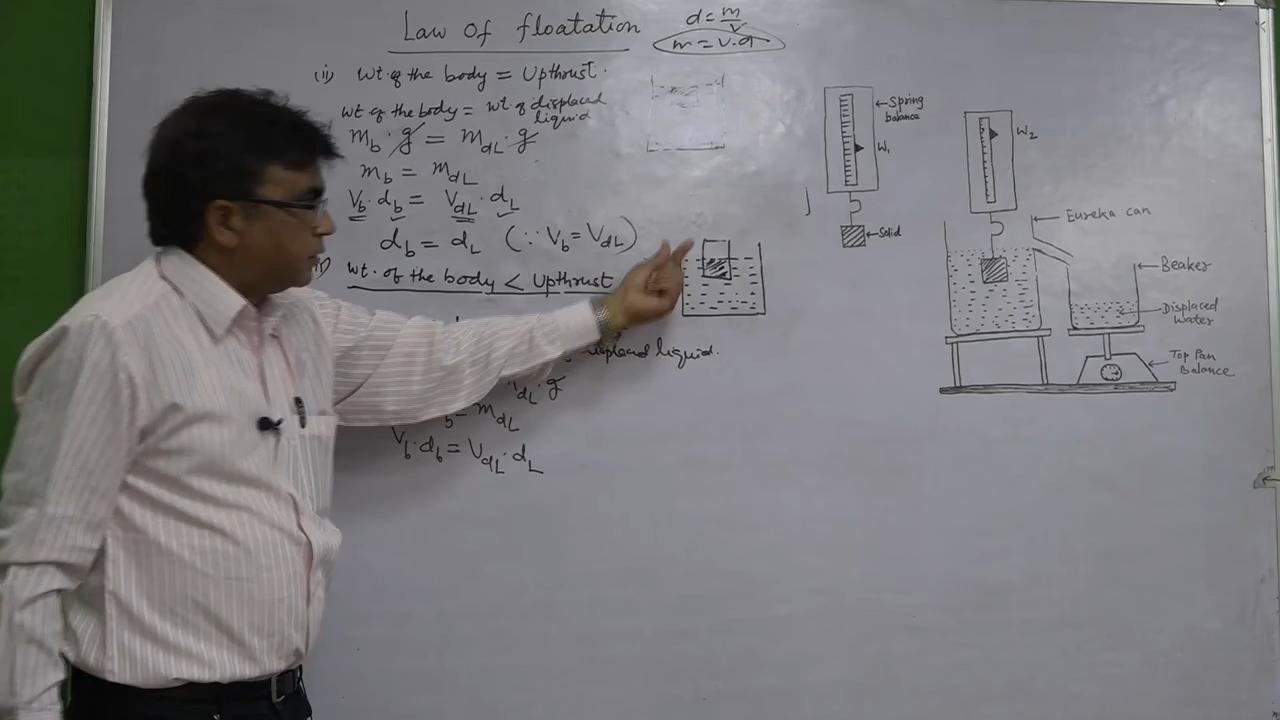 Law of floatation
d = m/v
m = v.d
(ii) Wt. of the body = Upthrust.
Wt of the body = Wt. of displaced liquid
m_b . g = m_dL . g
m_b = m_dL
V_b . d_b = V_dL . d_L
d_b = d_L (∵ V_b = V_dL)
Wt. of the body < Upthrust
displaced liquid.
dL . g
= m_dL
V_b . d_b = V_dL . d_L
Spring balance
W₁
Solid
W₂
Eureka can
Beaker
Displaced Water
Top Pan Balance